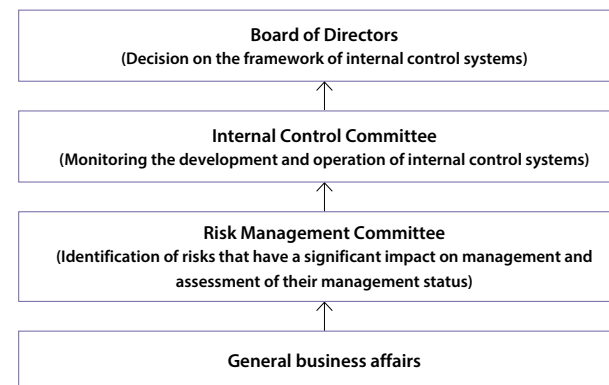 Board of Directors
(Decision on the framework of internal control systems)
Internal Control Committee
(Monitoring the development and operation of internal control systems)
Risk Management Committee
(Identification of risks that have a significant impact on management and
assessment of their management status)
General business affairs